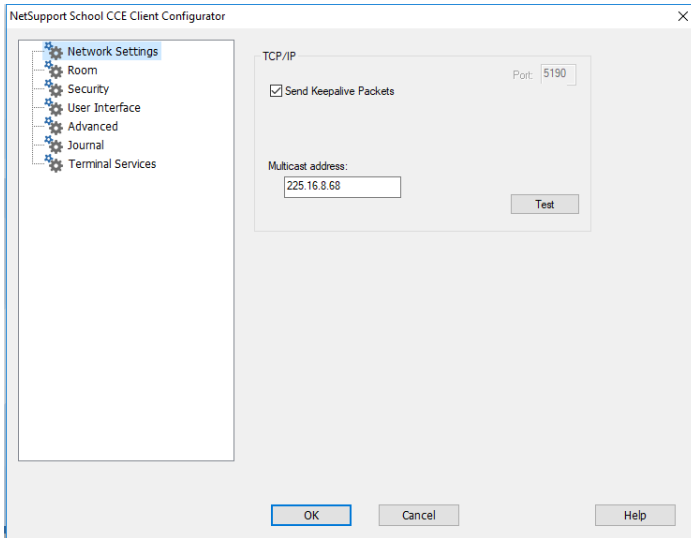 NetSupport School CCE Client Configurator
Network Settings
Room
Security
User Interface
Advanced
Journal
Terminal Services
TCP/IP
Port: 5190
Send Keepalive Packets
Multicast address:
225.16.8.68
Test
OK Cancel Help